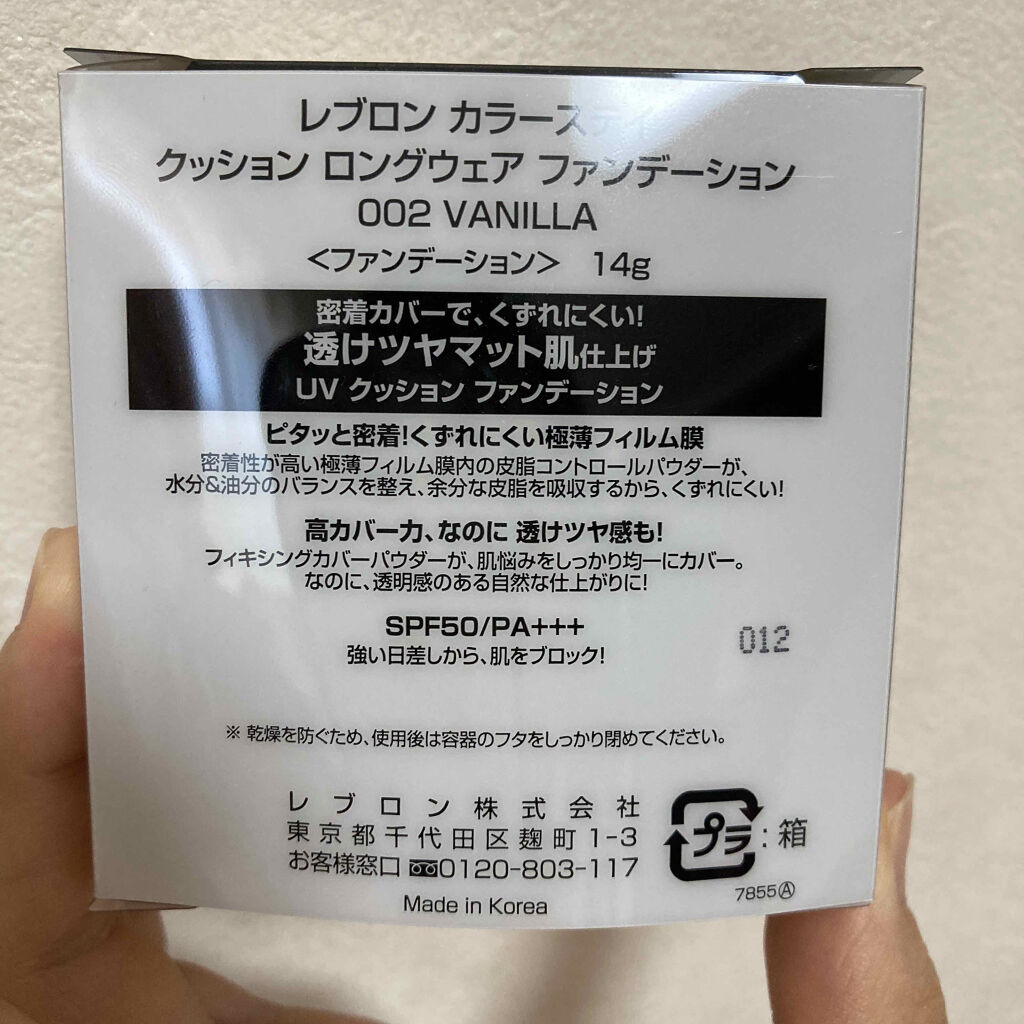 レブロン カラース
クッション ロングウェア ファンデーション
002 VANILLA
<ファンデーション> 14g
密着カバーで、くずれにくい!
透けツヤマット肌仕上げ
UV クッション ファンデーション
ピタッと密着!くずれにくい極薄フィルム膜
密着性が高い極薄フィルム膜内の皮脂コントロールパウダーが、
水分&油分のバランスを整え、余分な皮脂を吸収するから、くずれにくい!
高カバー力、なのに 透けツヤ感も!
フィキシングカバーパウダーが、肌悩みをしっかり均一にカバー。
なのに、透明感のある自然な仕上がりに!
SPF50/PA+++
012
強い日差しから、肌をブロック!
※ 乾燥を防ぐため、使用後は容器のフタをしっかり閉めてください。
レブロン株式会社
東京都千代田区麹町1-3
お客様窓口 0120-803-117
プラ:箱
7855Ⓐ
Made in Korea